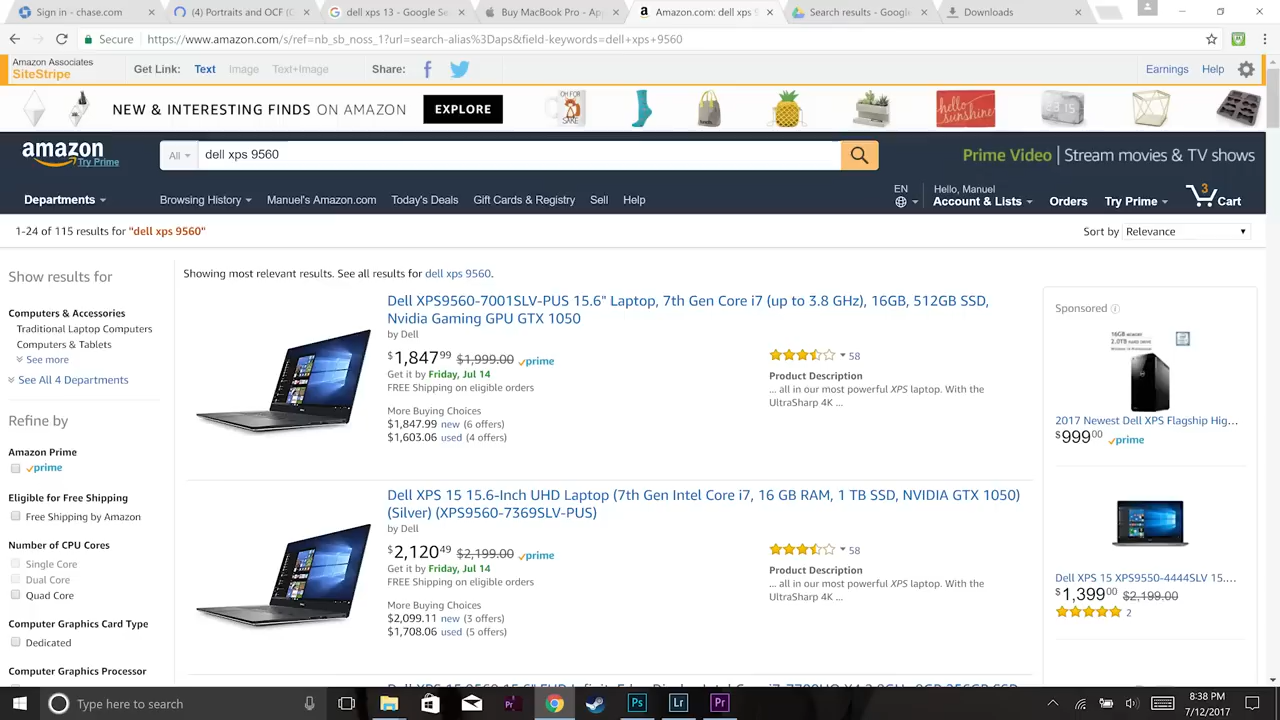 Sign in - chase.com
(4) Portraits and OCF (C
dell xps 13 - Google Se
Buy MacBook Pro - App
Amazon.com: dell xps 9
Search results - Google
Downloads
Secure
https://www.amazon.com/s/ref=nb_sb_noss_1?url=search-alias%3Daps&field-keywords=dell+xps+9560
Amazon Associates
SiteStripe
Get Link: Text Image Text+Image
Share:
Earnings Help
NEW & INTERESTING FINDS ON AMAZON EXPLORE
OH FOR
SAKE
hello
sunshine
amazon
Try Prime
All
dell xps 9560
Prime Video | Stream movies & TV shows
Departments
Browing History
Manuel's Amazon.com
Today's Deals
Gift Cards & Registry
Sell
Help
EN
Hello, Manuel
Account & Lists
Orders
Try Prime
3
Cart
1-24 of 115 results for "dell xps 9560"
Sort by Relevance
Show results for
Computers & Accessories
Traditional Laptop Computers
Computers & Tablets
See more
See All 4 Departments
Refine by
Amazon Prime
prime
Eligible for Free Shipping
Free Shipping by Amazon
Number of CPU Cores
Single Core
Dual Core
Quad Core
Computer Graphics Card Type
Dedicated
Computer Graphics Processor
Showing most relevant results. See all results for dell xps 9560.
Dell XPS9560-7001SLV-PUS 15.6" Laptop, 7th Gen Core i7 (up to 3.8 GHz), 16GB, 512GB SSD,
Nvidia Gaming GPU GTX 1050
by Dell
$1,847 99 $1,999.00 prime
Get it by Friday, Jul 14
FREE Shipping on eligible orders
More Buying Choices
$1,847.99 new (6 offers)
$1,603.06 used (4 offers)
58
Product Description
... all in our most powerful XPS laptop. With the
UltraSharp 4K ...
Dell XPS 15 15.6-Inch UHD Laptop (7th Gen Intel Core i7, 16 GB RAM, 1 TB SSD, NVIDIA GTX 1050)
(Silver) (XPS9560-7369SLV-PUS)
by Dell
$2,120 49 $2,199.00 prime
Get it by Friday, Jul 14
FREE Shipping on eligible orders
More Buying Choices
$2,099.11 new (3 offers)
$1,708.06 used (5 offers)
58
Product Description
... all in our most powerful XPS laptop. With the
UltraSharp 4K ...
Sponsored
16GB MEMORY
2.0TB HARD DRIVE
2017 Newest Dell XPS Flagship Hig...
$999 00 prime
Dell XPS 15 XPS9550-4444SLV 15....
$1,399 00 $2,199.00
2
Type here to search
Ps
Lr
Pr
8:38 PM
7/12/2017